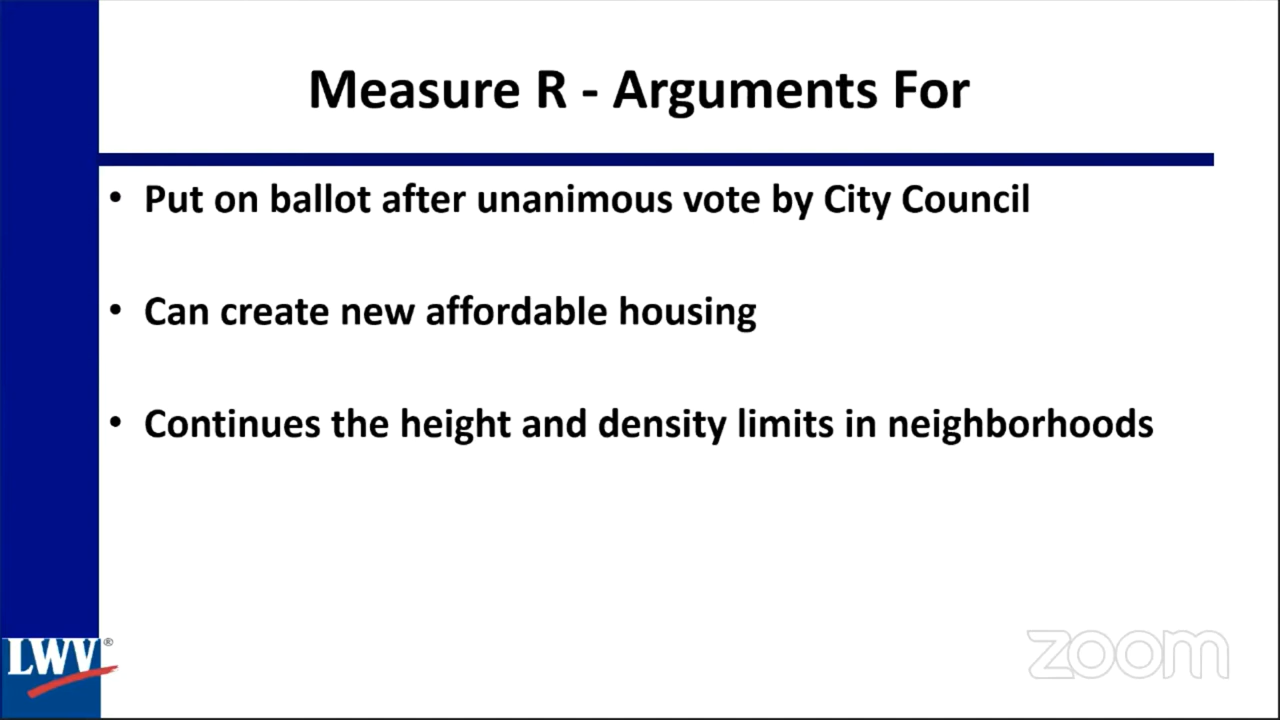 Measure R - Arguments For
• Put on ballot after unanimous vote by City Council
• Can create new affordable housing
• Continues the height and density limits in neighborhoods
LWV®
zoom